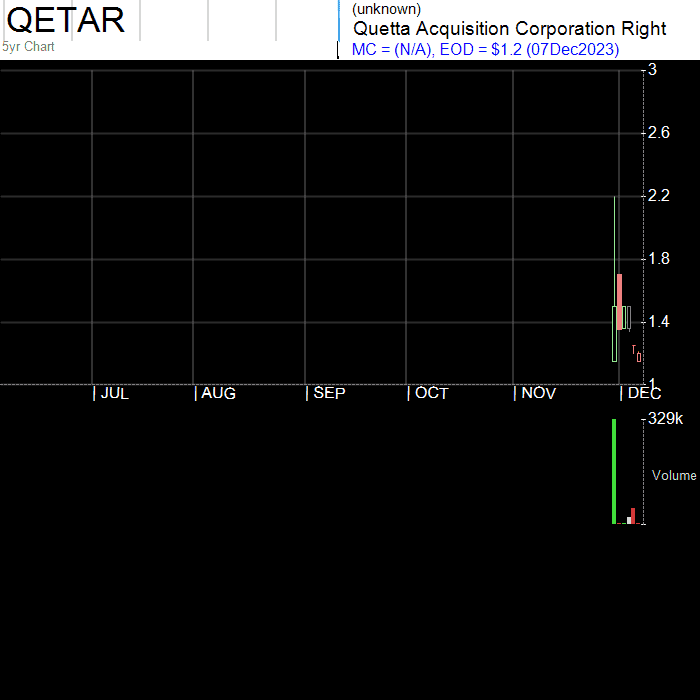 QETAR
5yr Chart
(unknown)
Quetta Acquisition Corporation Right
MC = (N/A), EOD = $1.2 (07Dec2023)
3
2.6
2.2
1.8
1.4
1
| JUL | AUG | SEP | OCT | NOV | DEC
329k
Volume